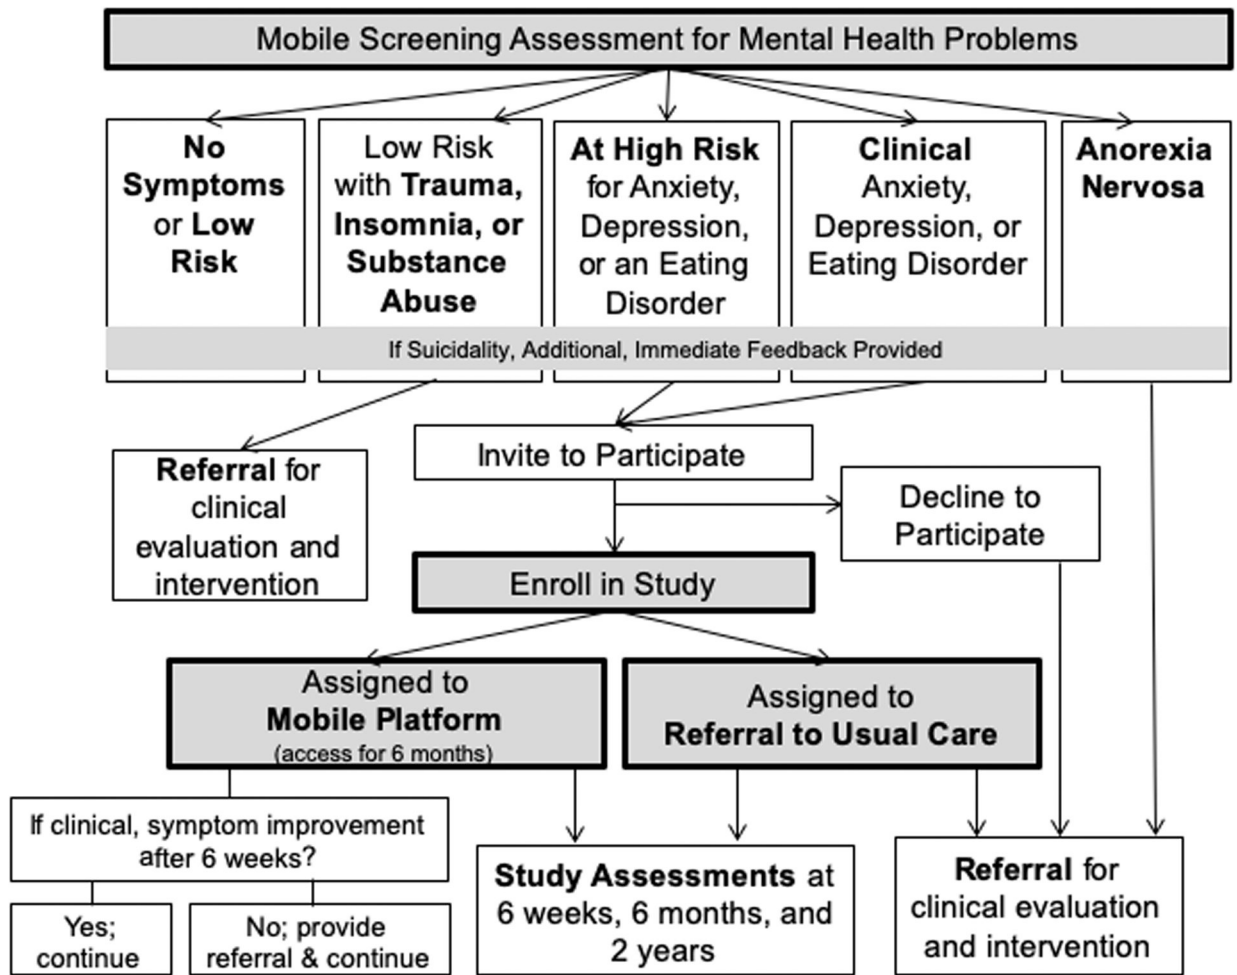 Mobile Screening Assessment for Mental Health Problems
No
Symptoms
or Low
Risk
Low Risk
with Trauma,
Insomnia, or
Substance
Abuse
At High Risk
for Anxiety,
Depression,
or an Eating
Disorder
Clinical
Anxiety,
Depression, or
Eating Disorder
Anorexia
Nervosa
If Suicidality, Additional, Immediate Feedback Provided
Referral for
clinical
evaluation and
intervention
Invite to Participate
Decline to
Participate
Enroll in Study
Assigned to
Mobile Platform
(access for 6 months)
Assigned to
Referral to Usual Care
If clinical, symptom improvement
after 6 weeks?
Yes;
continue
No; provide
referral & continue
Study Assessments at
6 weeks, 6 months, and
2 years
Referral for
clinical evaluation
and intervention